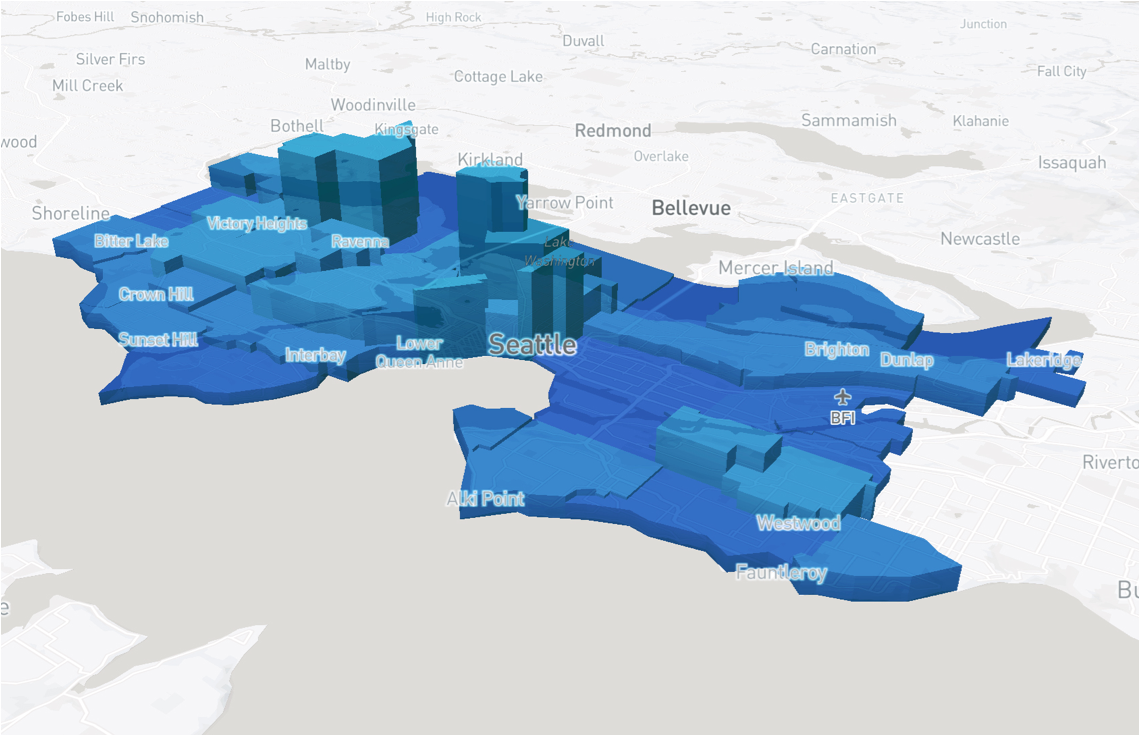 Fobes Hill
Snohomish
High Rock
Junction
Duvall
Carnation
Silver Firs
Maltby
Cottage Lake
Fall City
Mill Creek
Woodinville
Bothell
Kingsgate
Redmond
Sammamish
Klahanie
wood
Kirkland
Overlake
Issaquah
EASTGATE
Yarrow Point
Bellevue
Shoreline
Victory Heights
Bitter Lake
Ravenna
Lake
Washington
Newcastle
Mercer Island
Crown Hill
Sunset Hill
Interbay
Lower
Queen Anne
Seattle
Brighton
Dunlap
Lakeridge
BFI
Riverto
Alki Point
Westwood
Fauntleroy
Bu
e